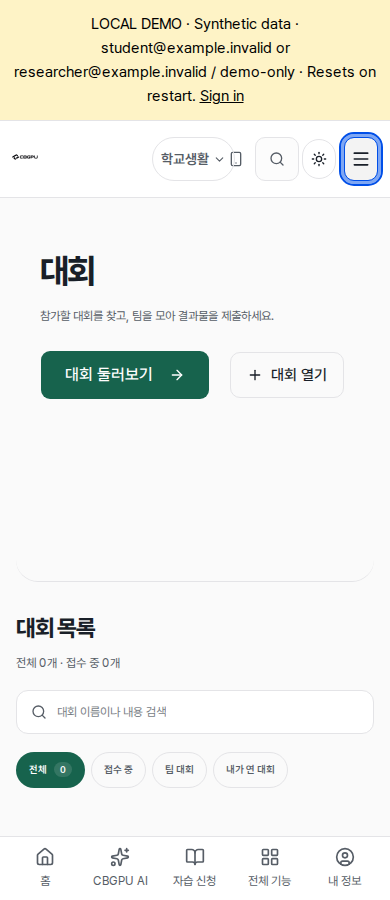 LOCAL DEMO · Synthetic data ·
student@example.invalid or
researcher@example.invalid / demo-only · Resets on
restart. Sign in
CBGPU
학교생활
대회
참가할 대회를 찾고, 팀을 모아 결과물을 제출하세요.
대회 둘러보기
대회 열기
대회 목록
전체 0개 · 접수 중 0개
대회 이름이나 내용 검색
전체 0 접수 중 팀 대회 내가 연 대회
홈 CBGPU AI 자습 신청 전체 기능 내 정보